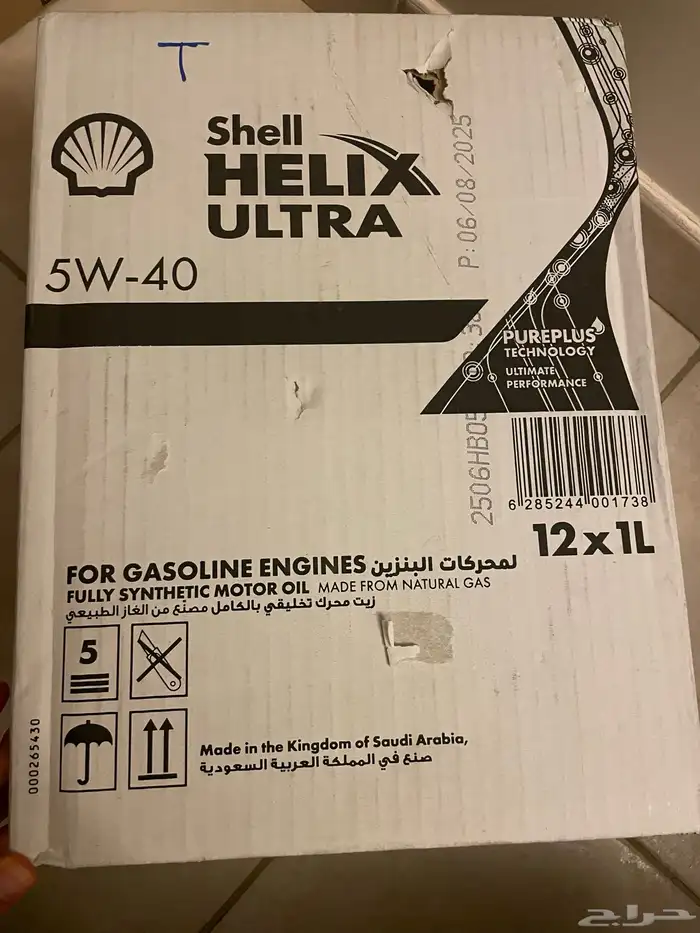 T
Shell
HELIX
ULTRA
5W-40
P:06/08/2025
PUREPLUS
TECHNOLOGY
ULTIMATE
PERFORMANCE
6 285244 001738
12x1L
FOR GASOLINE ENGINES لمحركات البنزين
FULLY SYNTHETIC MOTOR OIL MADE FROM NATURAL GAS
زيت محرك تخليقي بالكامل مصنع من الغاز الطبيعي
5
Made in the Kingdom of Saudi Arabia,
صنع في المملكة العربية السعودية
000265430
حراج